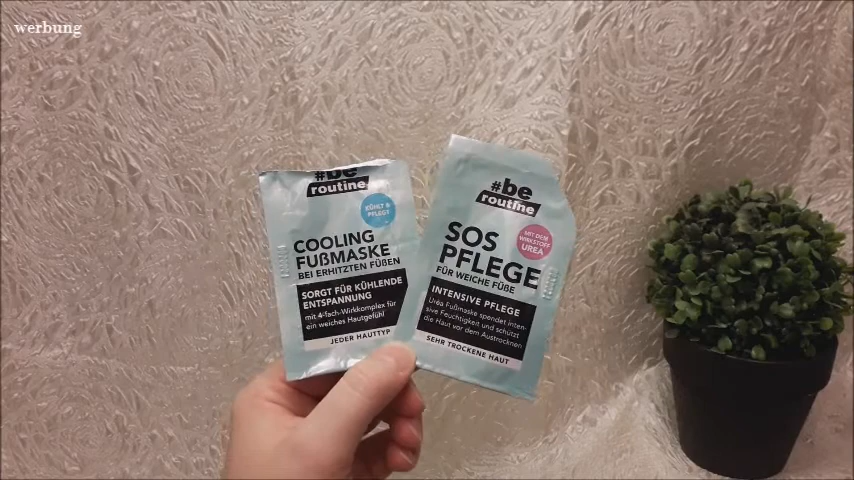 werbung
#be
routine
KÜHLT &
PFLEGT
COOLING
FUẞMASKE
BEI ERHITZTEN FÜẞEN
SORGT FÜR KÜHLENDE
ENTSPANNUNG
mit 4-fach-Wirkkomplex für
ein weiches Hautgefühl
JEDER HAUTTYP
#be
routine
MIT DEM
WIRKSTOFF
UREA
SOS
PFLEGE
FÜR WEICHE FÜẞE
INTENSIVE PFLEGE
Urea Fußmaske spendet inten-
sive Feuchtigkeit und schützt
die Haut vor dem Austrocknen
SEHR TROCKENE HAUT